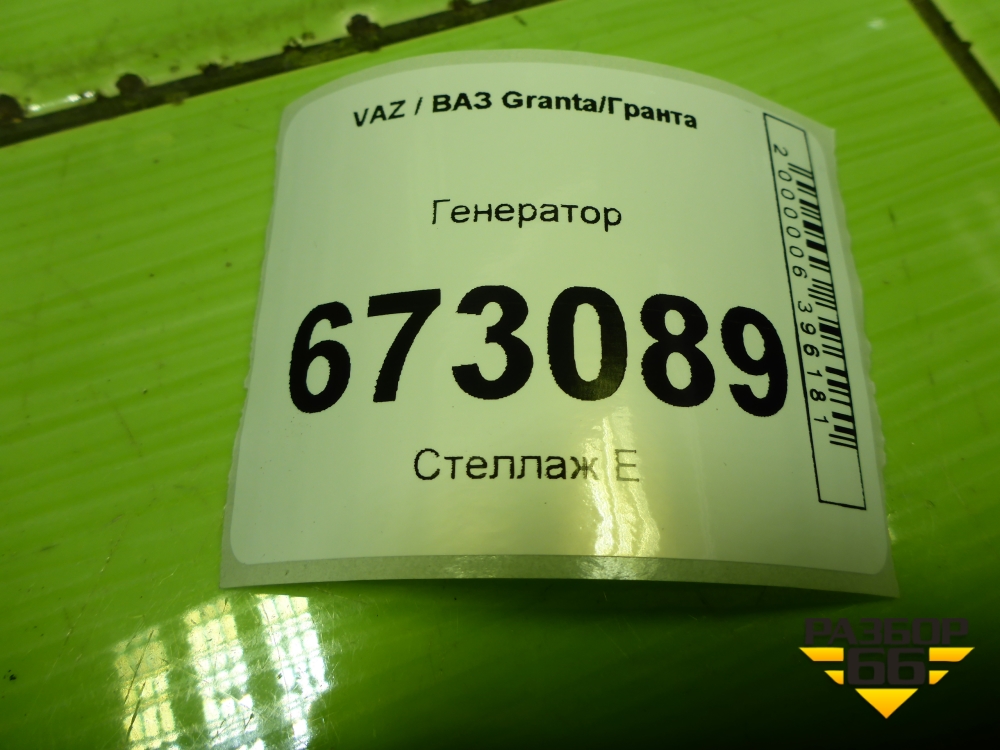 VAZ / ВАЗ Granta/Гранта
Генератор
673089
Стеллаж Е
2000006396181
РАЗБОР
66